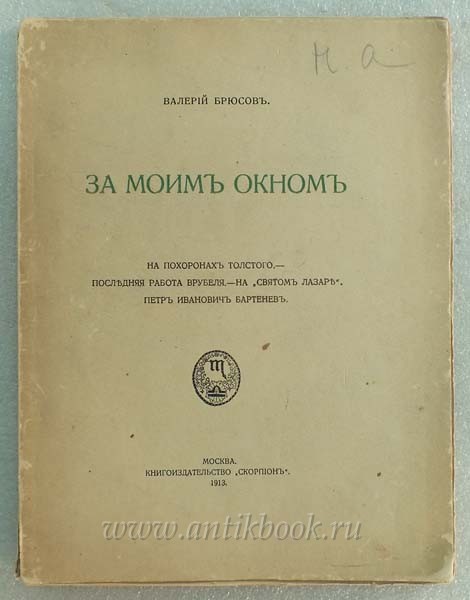 м. а
ВАЛЕРІЙ БРЮСОВЪ.
ЗА МОИМЪ ОКНОМЪ
НА ПОХОРОНАХЪ ТОЛСТОГО.—
ПОСЛѢДНЯЯ РАБОТА ВРУБЕЛЯ.—НА „СВЯТОМЪ ЛАЗАРѢ“.
ПЕТРЪ ИВАНОВИЧЪ БАРТЕНЕВЪ.
МОСКВА.
КНИГОИЗДАТЕЛЬСТВО „СКОРПІОНЪ“.
1913.
www.antikbook.ru